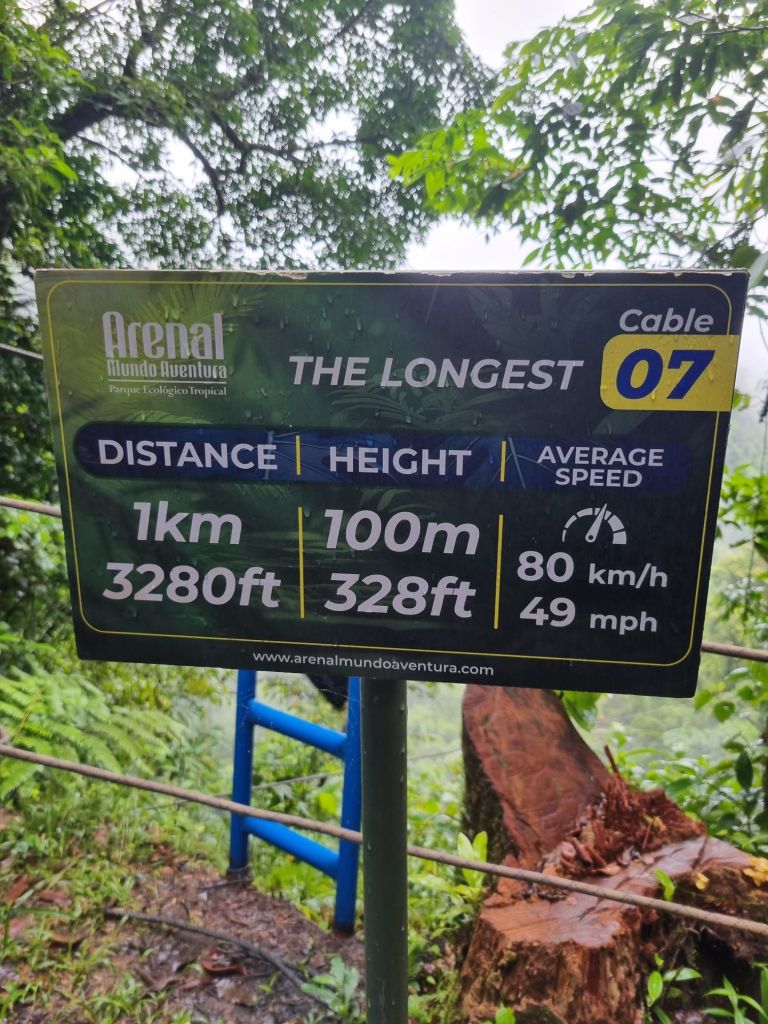 Arenal
Mundo Aventura
Parque Ecológico Tropical
THE LONGEST
Cable
07
DISTANCE
HEIGHT
AVERAGE
SPEED
1km
3280ft
100m
328ft
80 km/h
49 mph
www.arenalmundoaventura.com